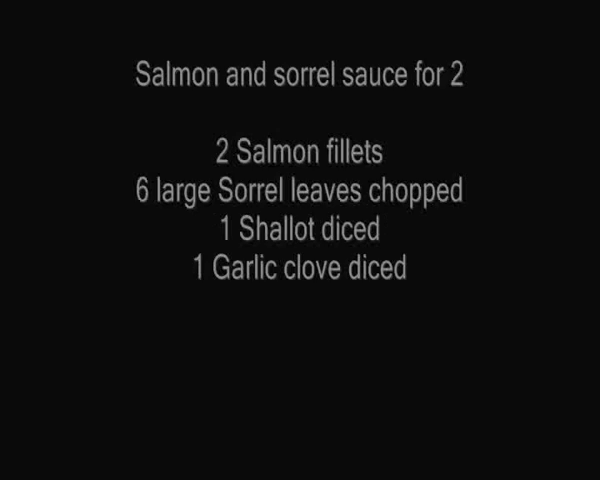 Salmon and sorrel sauce for 2
2 Salmon fillets
6 large Sorrel leaves chopped
1 Shallot diced
1 Garlic clove diced